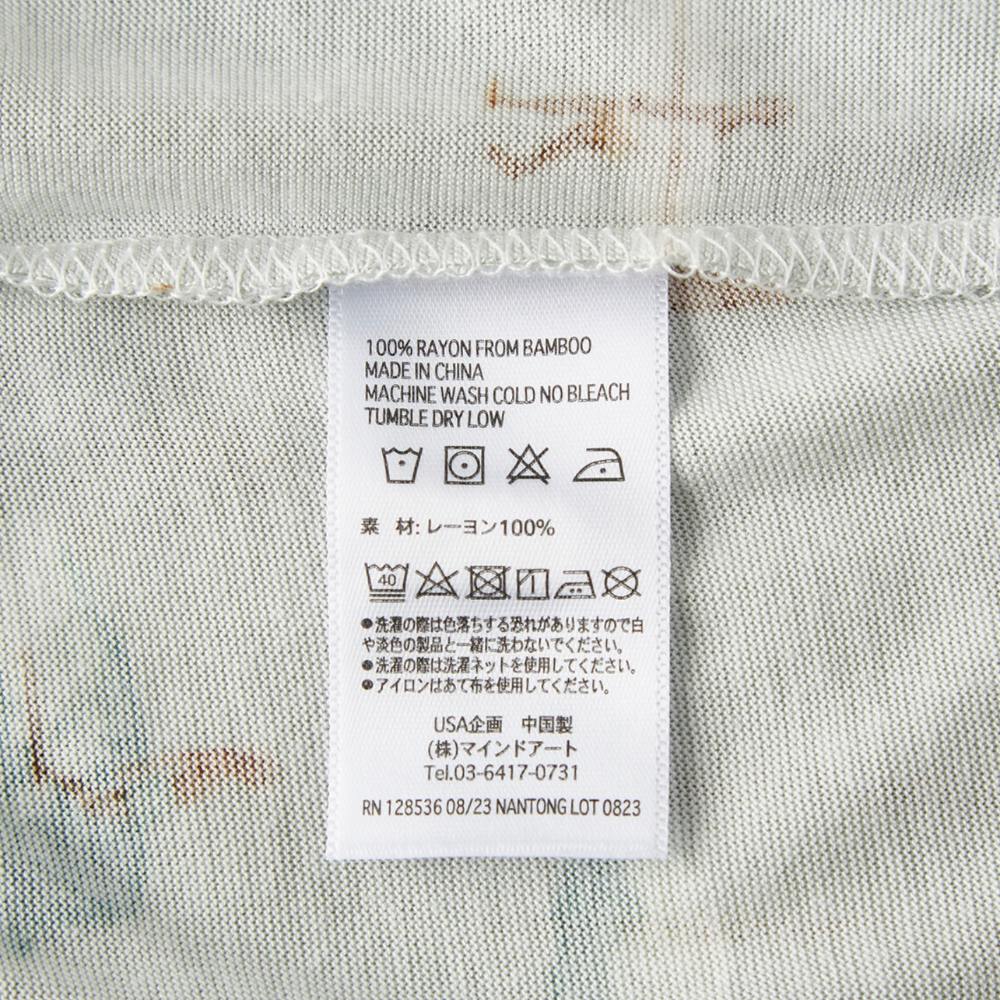 100% RAYON FROM BAMBOO
MADE IN CHINA
MACHINE WASH COLD NO BLEACH
TUMBLE DRY LOW
素 材: レーヨン100%
40
●洗濯の際は色落ちする恐れがありますので白
や淡色の製品と一緒に洗わないでください。
●洗濯の際は洗濯ネットを使用してください。
●アイロンはあて布を使用してください。
USA企画 中国製
(株)マインドアート
Tel.03-6417-0731
RN 128536 08/23 NANTONG LOT 0823